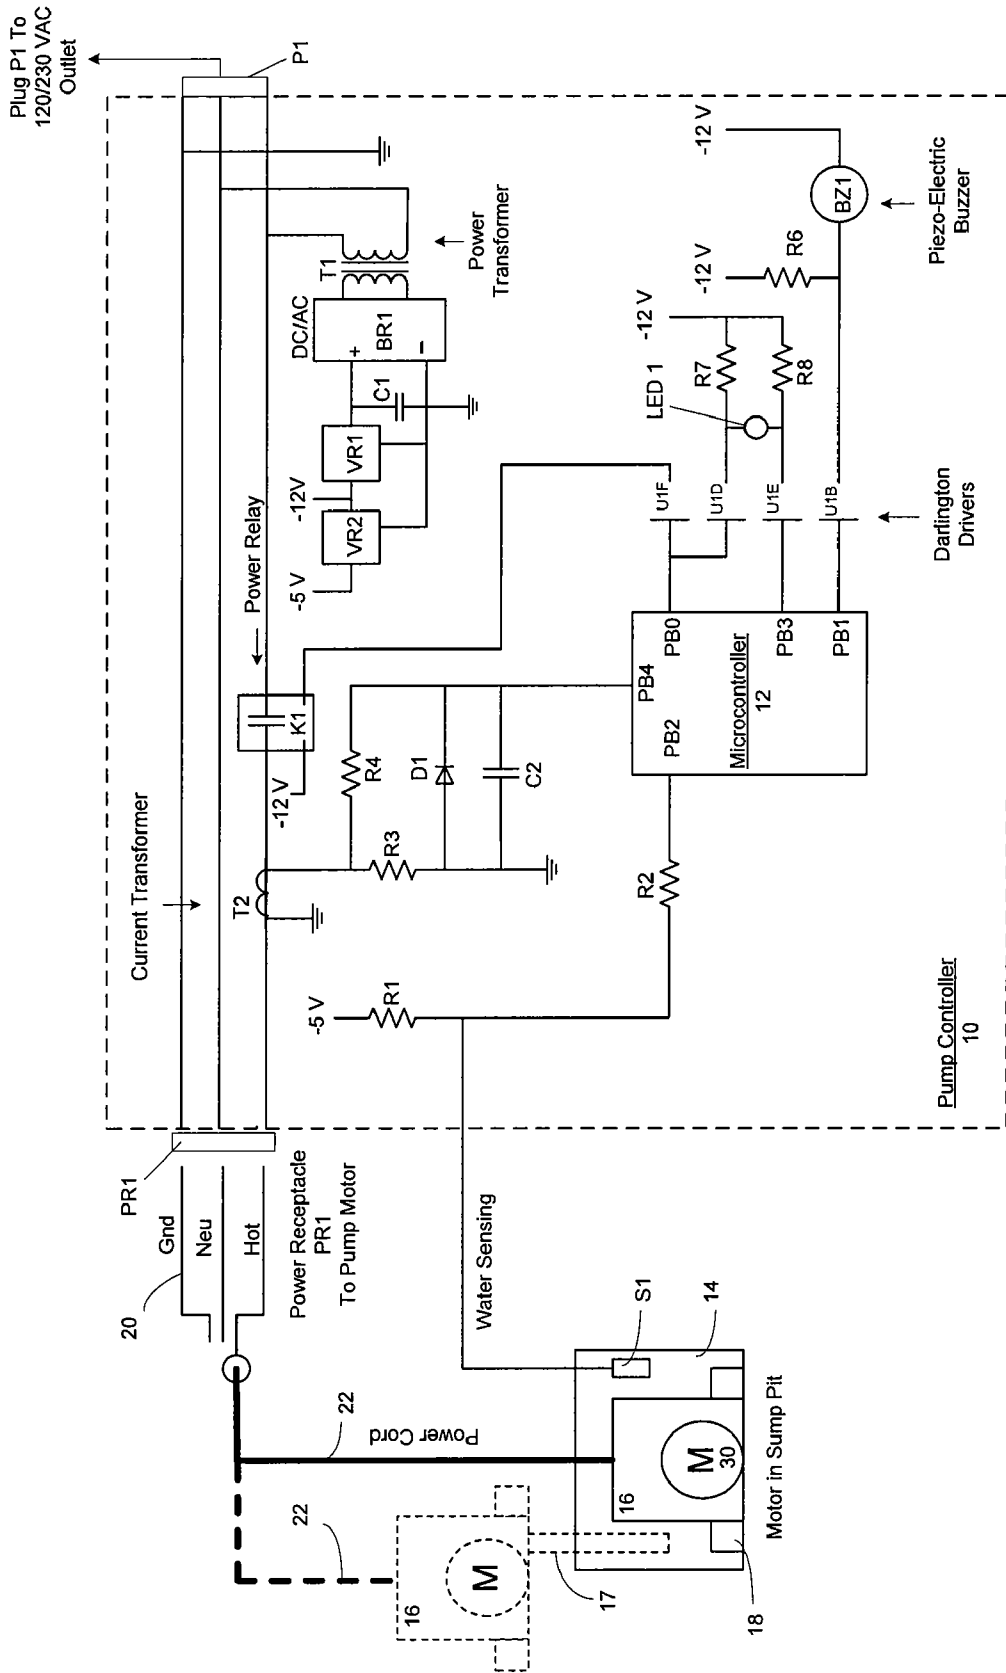 Plug P1 To
120/230 VAC
Outlet
P1
PR1
20
Gnd
Neu
Hot
Power Receptacle
PR1
To Pump Motor
Current Transformer
T2
Power Relay
K1
-12 V
-5 V
VR2
-12V
VR1
C1
DC/AC
+
BR1
–
T1
Power
Transformer
22
22
Power Cord
Water Sensing
-5 V
R1
R3
R4
D1
C2
R2
PB4
PB2
Microcontroller
12
PB0
PB3
PB1
U1F
U1D
U1E
U1B
Darlington
Drivers
LED 1
R7
R8
-12 V
-12 V
R6
-12 V
BZ1
Piezo-Electric
Buzzer
16
M
17
18
16
M
30
S1
14
Motor in Sump Pit
Pump Controller
10